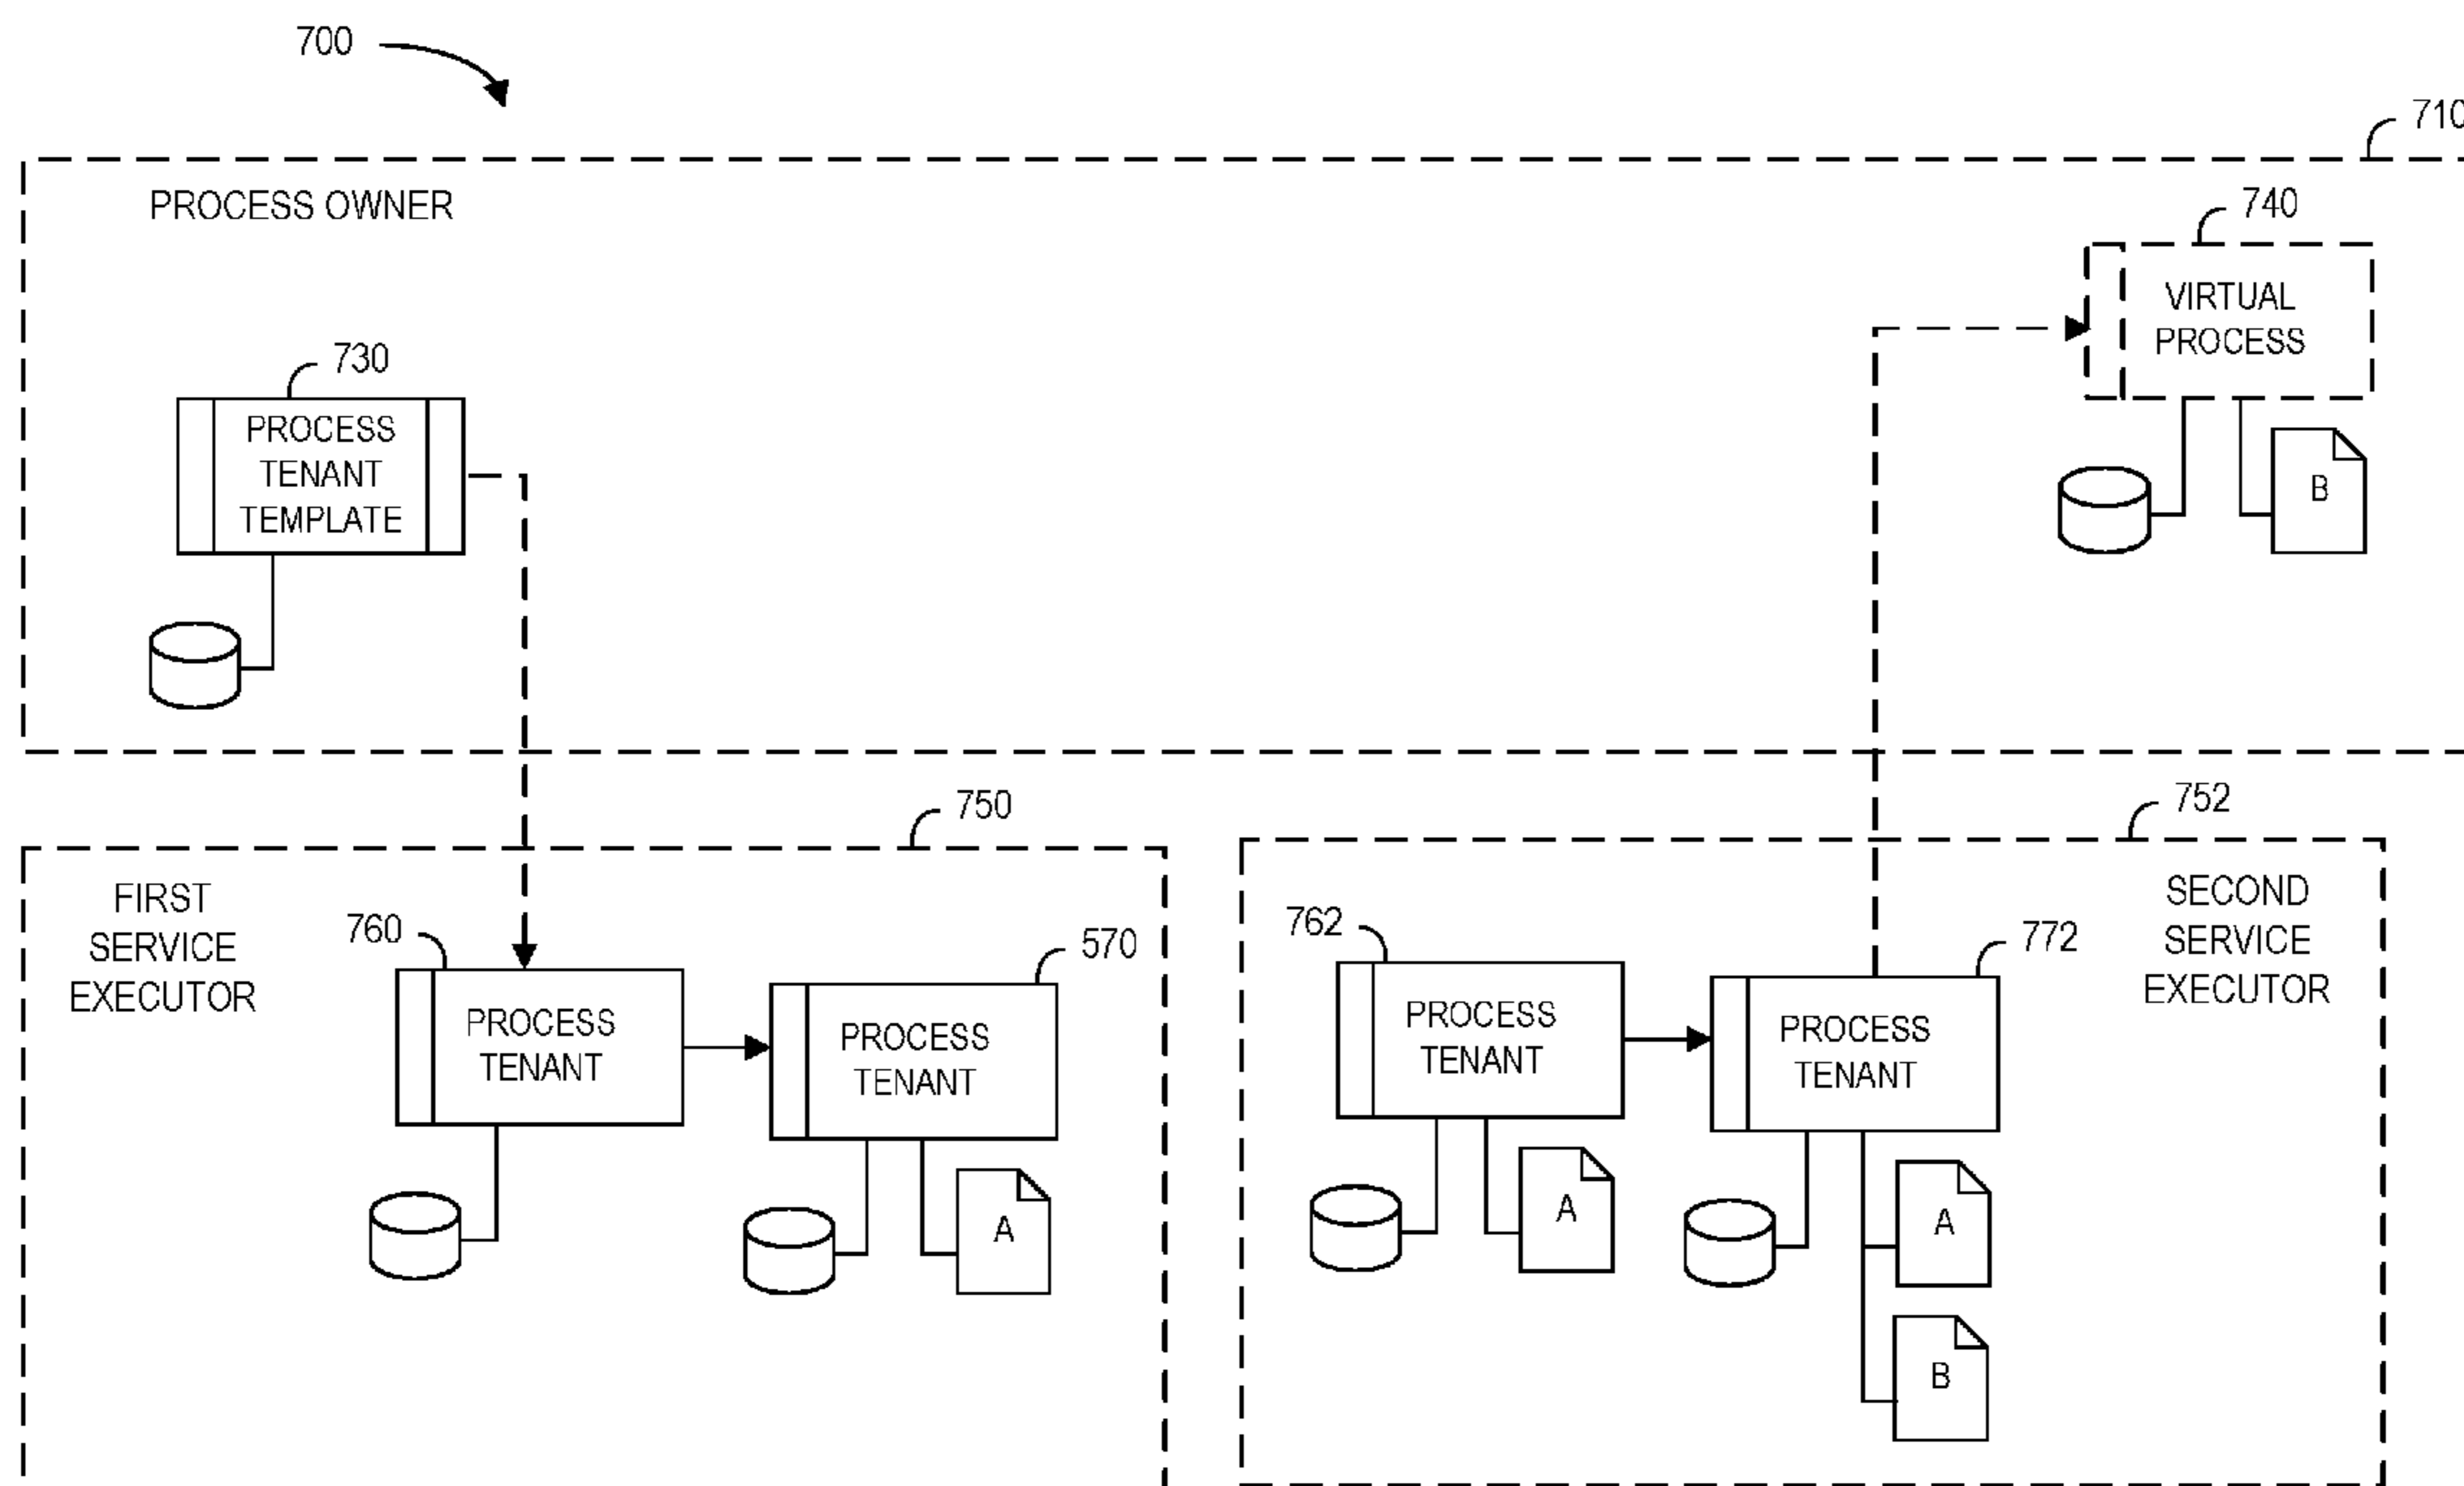 700
710
PROCESS OWNER
740
VIRTUAL
PROCESS
730
PROCESS
TENANT
TEMPLATE
B
750
752
FIRST
SERVICE
EXECUTOR
760
570
PROCESS
TENANT
PROCESS
TENANT
A
762
772
SECOND
SERVICE
EXECUTOR
PROCESS
TENANT
PROCESS
TENANT
A
A
B